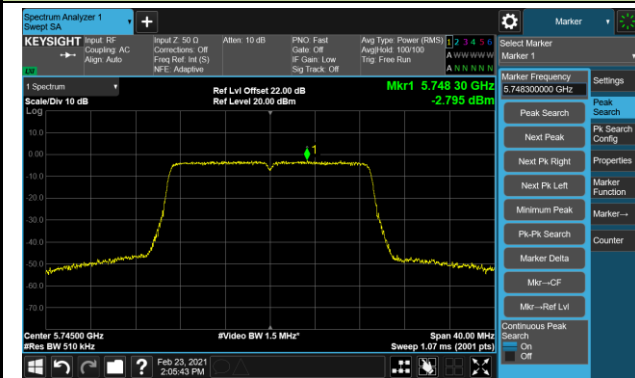 Spectrum Analyzer 1
Swept SA
+
Marker
KEYSIGHT
Input: RF
Coupling: AC
Align: Auto
Input Z: 50 Ω
Corrections: Off
Freq Ref: Int (S)
NFE: Adaptive
Atten: 10 dB
PNO: Fast
Gate: Off
IF Gain: Low
Sig Track: Off
Avg Type: Power (RMS)
Avg|Hold: 100/100
Trig: Free Run
1 2 3 4 5 6
A W W W W W
A N N N N N
Select Marker
Marker 1
LV
1 Spectrum
Scale/Div 10 dB
Log
Ref Lvl Offset 22.00 dB
Ref Level 20.00 dBm
Mkr1 5.748 30 GHz
-2.795 dBm
10.0
0.00
-10.0
-20.0
-30.0
-40.0
-50.0
-60.0
-70.0
1
Center 5.74500 GHz
#Res BW 510 kHz
#Video BW 1.5 MHz*
Span 40.00 MHz
Sweep 1.07 ms (2001 pts)
Marker Frequency
5.748300000 GHz
Peak Search
Next Peak
Next Pk Right
Next Pk Left
Minimum Peak
Pk-Pk Search
Marker Delta
Mkr→CF
Mkr→Ref Lvl
Continuous Peak
Search
On
Off
Settings
Peak
Search
Pk Search
Config
Properties
Marker
Function
Marker→
Counter
?
Feb 23, 2021
2:05:43 PM